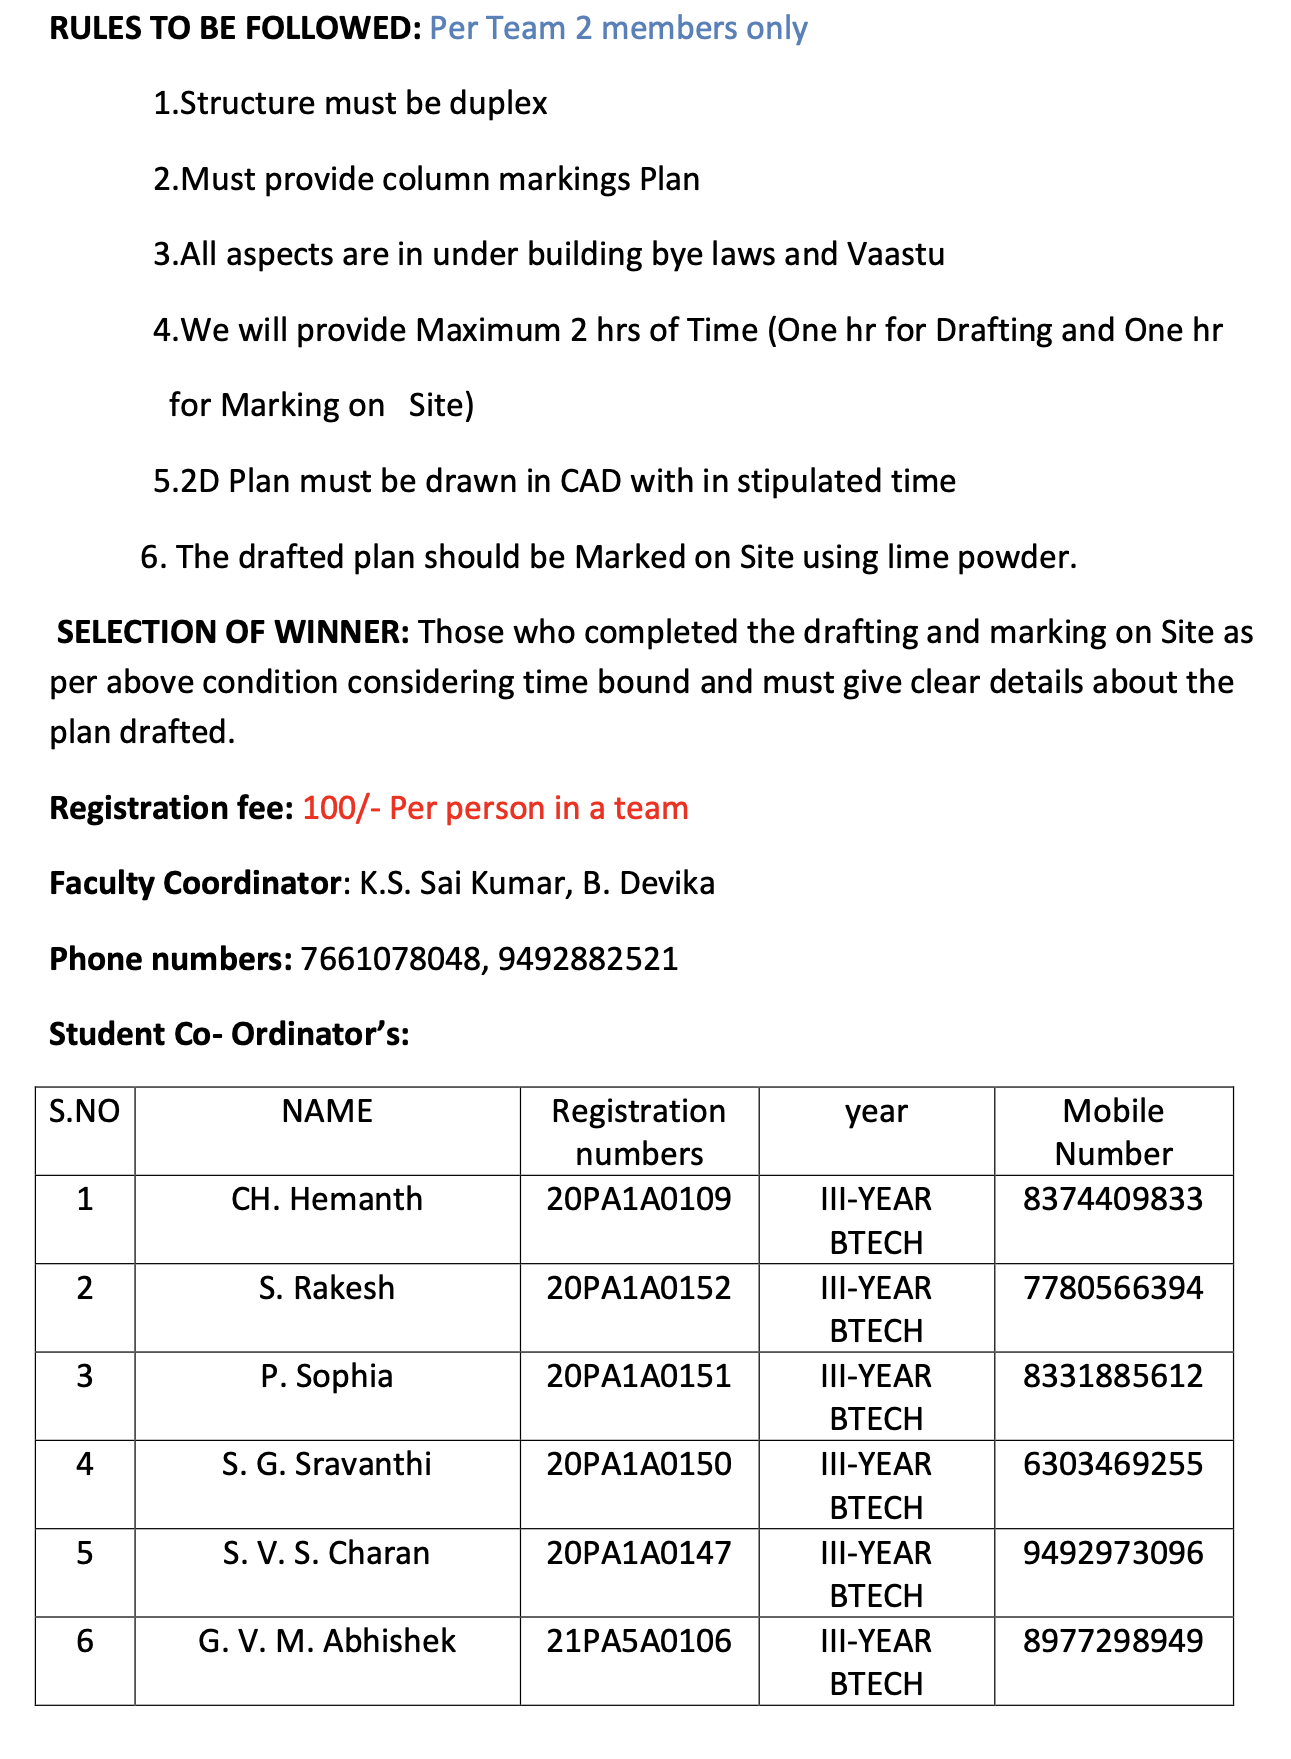 RULES TO BE FOLLOWED: Per Team 2 members only
1.Structure must be duplex
2.Must provide column markings Plan
3.All aspects are in under building bye laws and Vaastu
4.We will provide Maximum 2 hrs of Time (One hr for Drafting and One hr
for Marking on Site)
5.2D Plan must be drawn in CAD with in stipulated time
6. The drafted plan should be Marked on Site using lime powder.
SELECTION OF WINNER: Those who completed the drafting and marking on Site as
per above condition considering time bound and must give clear details about the
plan drafted.
Registration fee: 100/- Per person in a team
Faculty Coordinator: K.S. Sai Kumar, B. Devika
Phone numbers: 7661078048, 9492882521
Student Co- Ordinator’s:
S.NO NAME Registration numbers year Mobile Number
1 CH. Hemanth 20PA1A0109 III-YEAR BTECH 8374409833
2 S. Rakesh 20PA1A0152 III-YEAR BTECH 7780566394
3 P. Sophia 20PA1A0151 III-YEAR BTECH 8331885612
4 S. G. Sravanthi 20PA1A0150 III-YEAR BTECH 6303469255
5 S. V. S. Charan 20PA1A0147 III-YEAR BTECH 9492973096
6 G. V. M. Abhishek 21PA5A0106 III-YEAR BTECH 8977298949